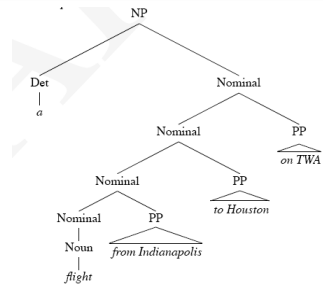 NP
Det Nominal
a
Nominal PP
on TWA
Nominal PP
to Houston
Nominal PP
Noun from Indianapolis
flight